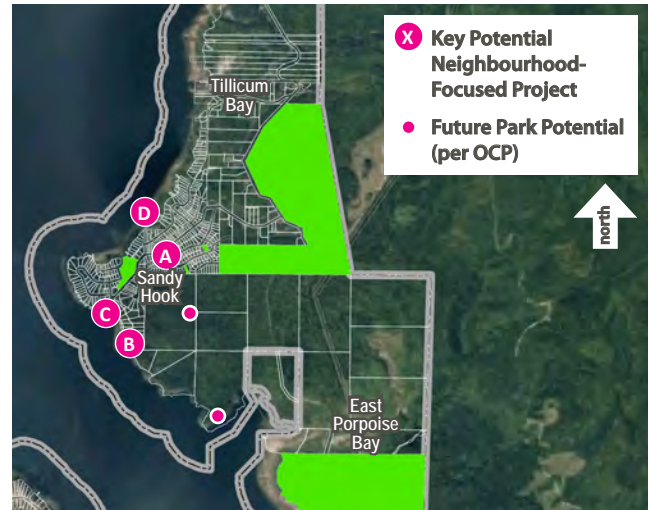 X Key Potential
Neighbourhood-
Focused Project
Future Park Potential
(per OCP)
north
Tillicum
Bay
D
A
Sandy
Hook
C
B
East
Porpoise
Bay